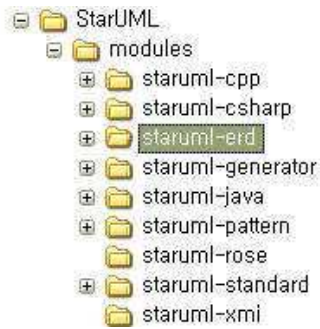 StarUML
modules
staruml-cpp
staruml-csharp
staruml-erd
staruml-generator
staruml-java
staruml-pattern
staruml-rose
staruml-standard
staruml-xmi